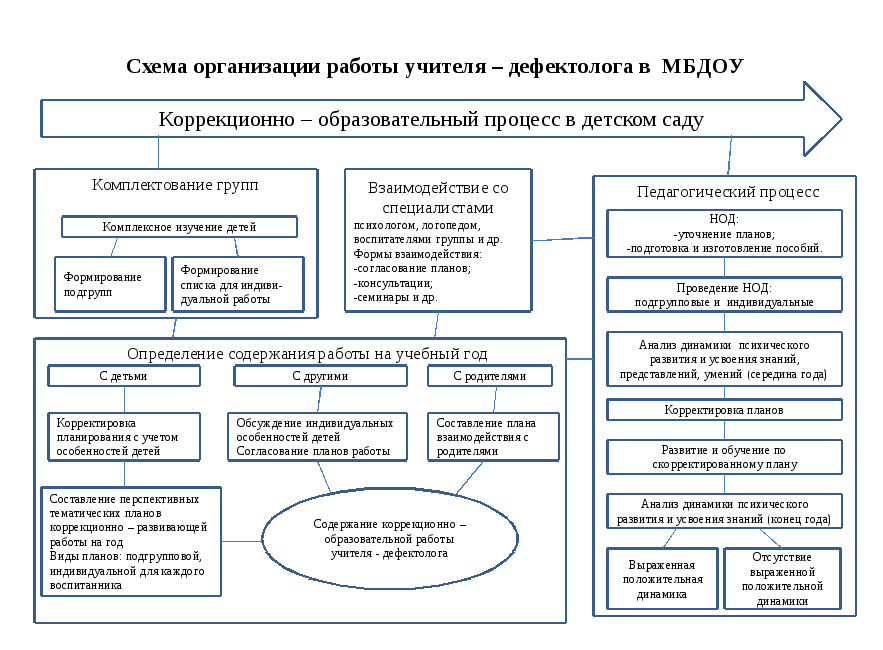 Схема организации работы учителя – дефектолога в МБДОУ
Коррекционно – образовательный процесс в детском саду
Комплектование групп
Комплексное изучение детей
Формирование
подгрупп
Формирование
списка для индиви-
дуальной работы
Взаимодействие со
специалистами
психологом, логопедом,
воспитателями группы и др.
Формы взаимодействия:
-согласование планов;
-консультации;
-семинары и др.
Педагогический процесс
НОД:
-уточнение планов;
-подготовка и изготовление пособий.
Проведение НОД:
подгрупповые и индивидуальные
Анализ динамики психического
развития и усвоения знаний,
представлений, умений (середина года)
Корректировка планов
Развитие и обучение по
скорректированному плану
Анализ динамики психического
развития и усвоения знаний (конец года)
Выраженная
положительная
динамика
Отсутствие
выраженной
положительной
динамики
Определение содержания работы на учебный год
С детьми
С другими
С родителями
Корректировка
планирования с учетом
особенностей детей
Обсуждение индивидуальных
особенностей детей
Согласование планов работы
Составление плана
взаимодействия с
родителями
Составление перспективных
тематических планов
коррекционно – развивающей
работы на год
Виды планов: подгрупповой,
индивидуальной для каждого
воспитанника
Содержание коррекционно –
образовательной работы
учителя - дефектолога